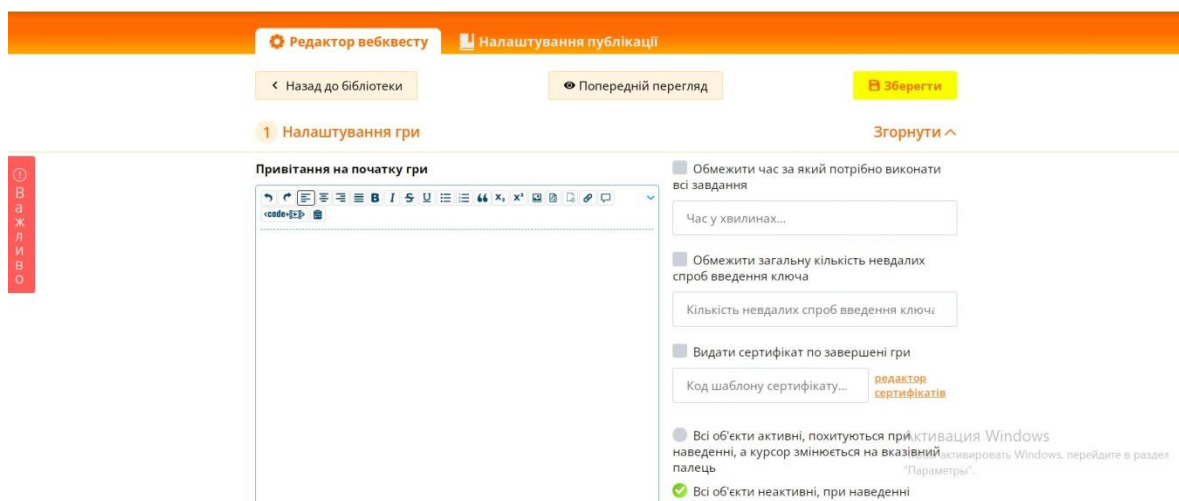 Редактор вебквесту
Налаштування публікації
Назад до бібліотеки
Попередній перегляд
Зберегти
1 Налаштування гри
Згорнути
Важливо
Привітання на початку гри
<code>
Обмежити час за який потрібно виконати
всі завдання
Час у хвилинах...
Обмежити загальну кількість невдалих
спроб введення ключа
Кількість невдалих спроб введення ключа
Видати сертифікат по завершені гри
Код шаблону сертифікату...
редактор
сертифікатів
Всі об'єкти активні, похитуються при
наведенні, а курсор змінюється на вказівний
палець
Активация Windows
активировать Windows, перейдите в раздел
"Параметры".
Всі об'єкти неактивні, при наведенні